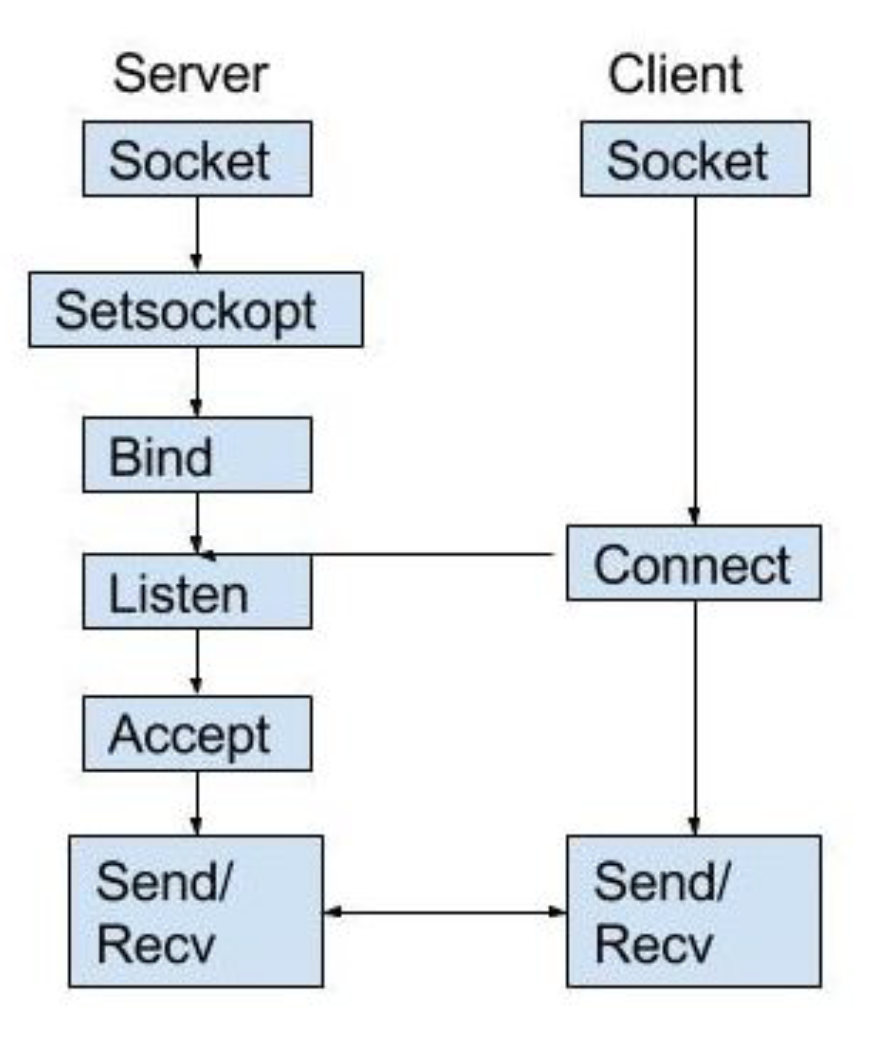 Server
Socket
Setsockopt
Bind
Listen
Accept
Send/
Recv
Client
Socket
Connect
Send/
Recv